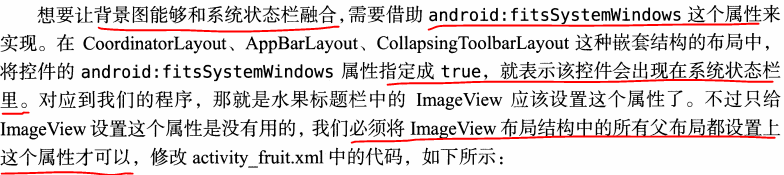 想要让背景图能够和系统状态栏融合，需要借助 android:fitsSystemWindows 这个属性来
实现。在 CoordinatorLayout、AppBarLayout、CollapsingToolbarLayout 这种嵌套结构的布局中，
将控件的 android:fitsSystemWindows 属性指定成 true，就表示该控件会出现在系统状态栏
里。对应到我们的程序，那就是水果标题栏中的 ImageView 应该设置这个属性了。不过只给
ImageView 设置这个属性是没有用的，我们必须将 ImageView 布局结构中的所有父布局都设置上
这个属性才可以，修改 activity_fruit.xml 中的代码，如下所示：